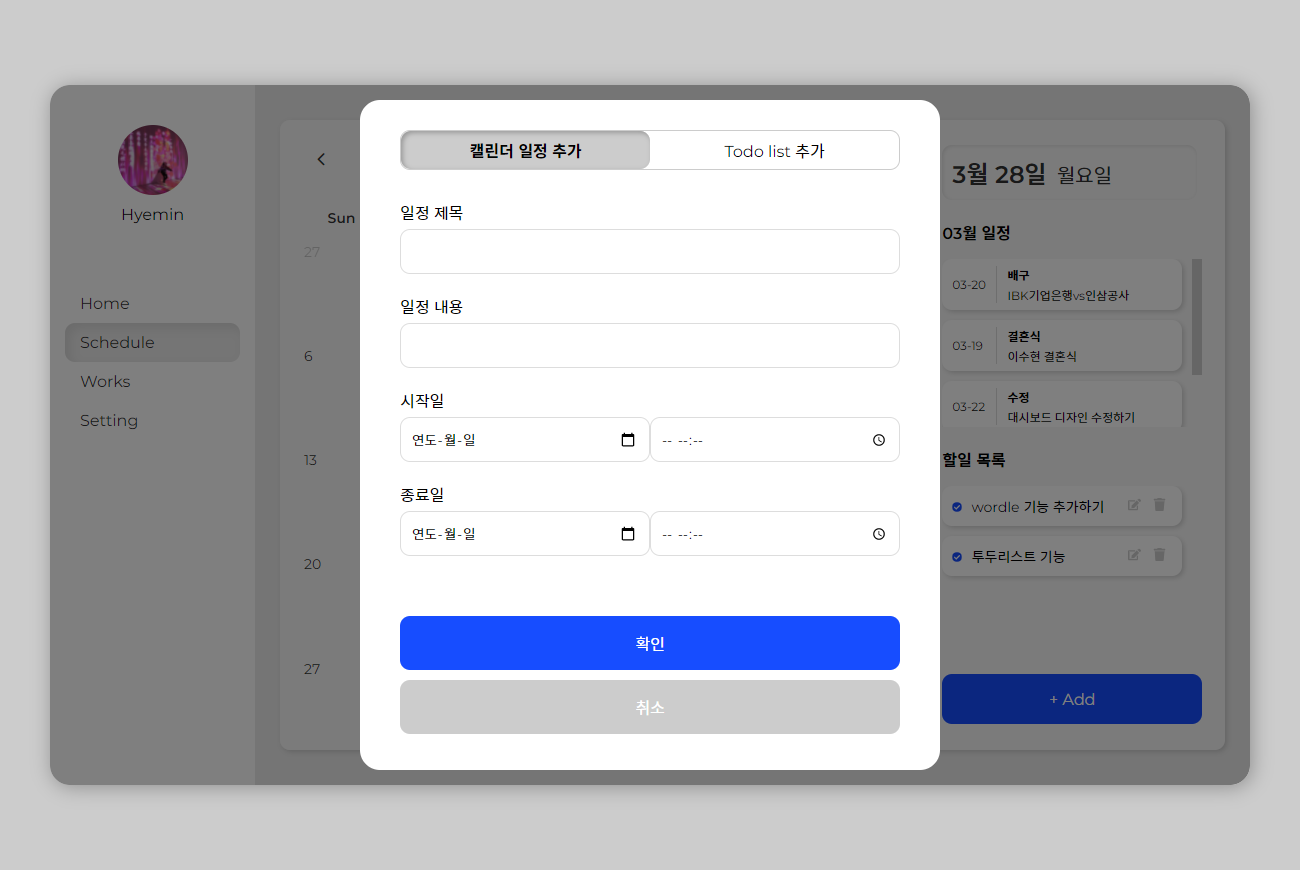 Hyemin
Home
Schedule
Works
Setting
Sun
27
6
13
20
27
캘린더 일정 추가
Todo list 추가
일정 제목
일정 내용
시작일
연도-월-일
-- --:--
종료일
연도-월-일
-- --:--
확인
취소
3월 28일 월요일
03월 일정
03-20
배구
IBK기업은행vs인삼공사
03-19
결혼식
이수현 결혼식
03-22
수정
대시보드 디자인 수정하기
할일 목록
wordle 기능 추가하기
투두리스트 기능
+ Add